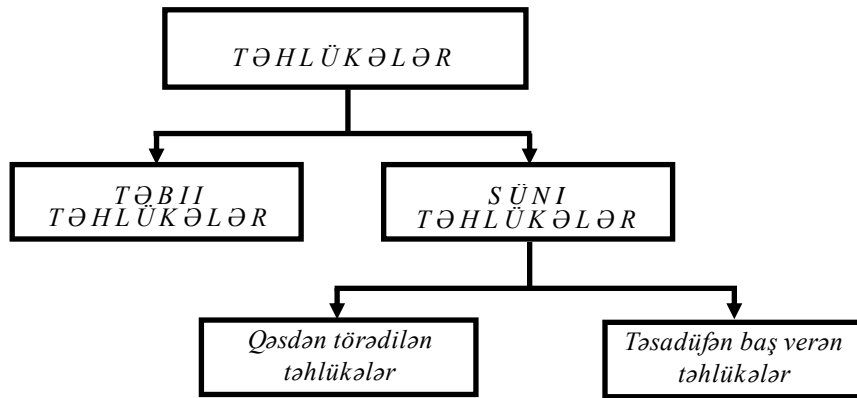 TƏHLÜKƏLƏR
TƏBII
TƏHLÜKƏLƏR
SÜNI
TƏHLÜKƏLƏR
Qəsdən törədilən
təhlükələr
Təsadüfən baş verən
təhlükələr